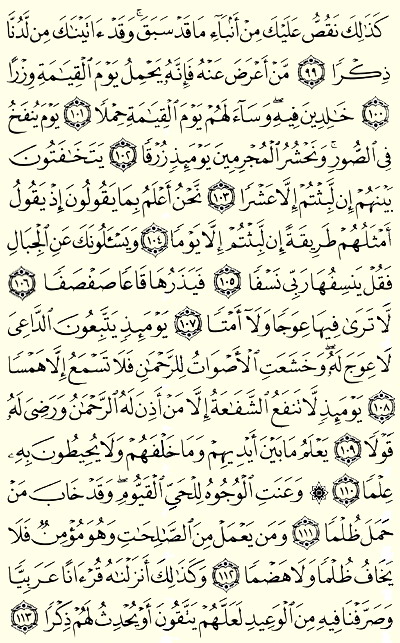 كَذَٰلِكَ نَقُصُّ عَلَيْكَ مِنْ أَنۢبَآءِ مَا قَدْ سَبَقَ ۚ وَقَدْ ءَاتَيْنَٰكَ مِن لَّدُنَّا
ذِكْرًا ٩٩ مَّنْ أَعْرَضَ عَنْهُ فَإِنَّهُۥ يَحْمِلُ يَوْمَ ٱلْقِيَٰمَةِ وِزْرًا
١٠٠ خَٰلِدِينَ فِيهِ ۖ وَسَآءَ لَهُمْ يَوْمَ ٱلْقِيَٰمَةِ حِمْلًا ١٠١ يَوْمَ يُنفَخُ
فِى ٱلصُّورِ ۚ وَنَحْشُرُ ٱلْمُجْرِمِينَ يَوْمَئِذٍ زُرْقًا ١٠٢ يَتَخَٰفَتُونَ
بَيْنَهُمْ إِن لَّبِثْتُمْ إِلَّا عَشْرًا ١٠٣ نَّحْنُ أَعْلَمُ بِمَا يَقُولُونَ إِذْ يَقُولُ
أَمْثَلُهُمْ طَرِيقَةً إِن لَّبِثْتُمْ إِلَّا يَوْمًا ١٠٤ وَيَسْـَٔلُونَكَ عَنِ ٱلْجِبَالِ
فَقُلْ يَنسِفُهَا رَبِّى نَسْفًا ١٠٥ فَيَذَرُهَا قَاعًا صَفْصَفًا ١٠٦
لَّا تَرَىٰ فِيهَا عِوَجًا وَلَآ أَمْتًا ١٠٧ يَوْمَئِذٍ يَتَّبِعُونَ ٱلدَّاعِىَ
لَا عِوَجَ لَهُۥ ۖ وَخَشَعَتِ ٱلْأَصْوَاتُ لِلرَّحْمَٰنِ فَلَا تَسْمَعُ إِلَّا هَمْسًا
١٠٨ يَوْمَئِذٍ لَّا تَنفَعُ ٱلشَّفَٰعَةُ إِلَّا مَنْ أَذِنَ لَهُ ٱلرَّحْمَٰنُ وَرَضِىَ لَهُۥ
قَوْلًا ١٠٩ يَعْلَمُ مَا بَيْنَ أَيْدِيهِمْ وَمَا خَلْفَهُمْ وَلَا يُحِيطُونَ بِهِۦ
عِلْمًا ١١٠ ۞ وَعَنَتِ ٱلْوُجُوهُ لِلْحَىِّ ٱلْقَيُّومِ ۖ وَقَدْ خَابَ مَنْ
حَمَلَ ظُلْمًا ١١١ وَمَن يَعْمَلْ مِنَ ٱلصَّٰلِحَٰتِ وَهُوَ مُؤْمِنٌ فَلَا
يَخَافُ ظُلْمًا وَلَا هَضْمًا ١١٢ وَكَذَٰلِكَ أَنزَلْنَٰهُ قُرْءَانًا عَرَبِيًّا
وَصَرَّفْنَا فِيهِ مِنَ ٱلْوَعِيدِ لَعَلَّهُمْ يَتَّقُونَ أَوْ يُحْدِثُ لَهُمْ ذِكْرًا ١١٣